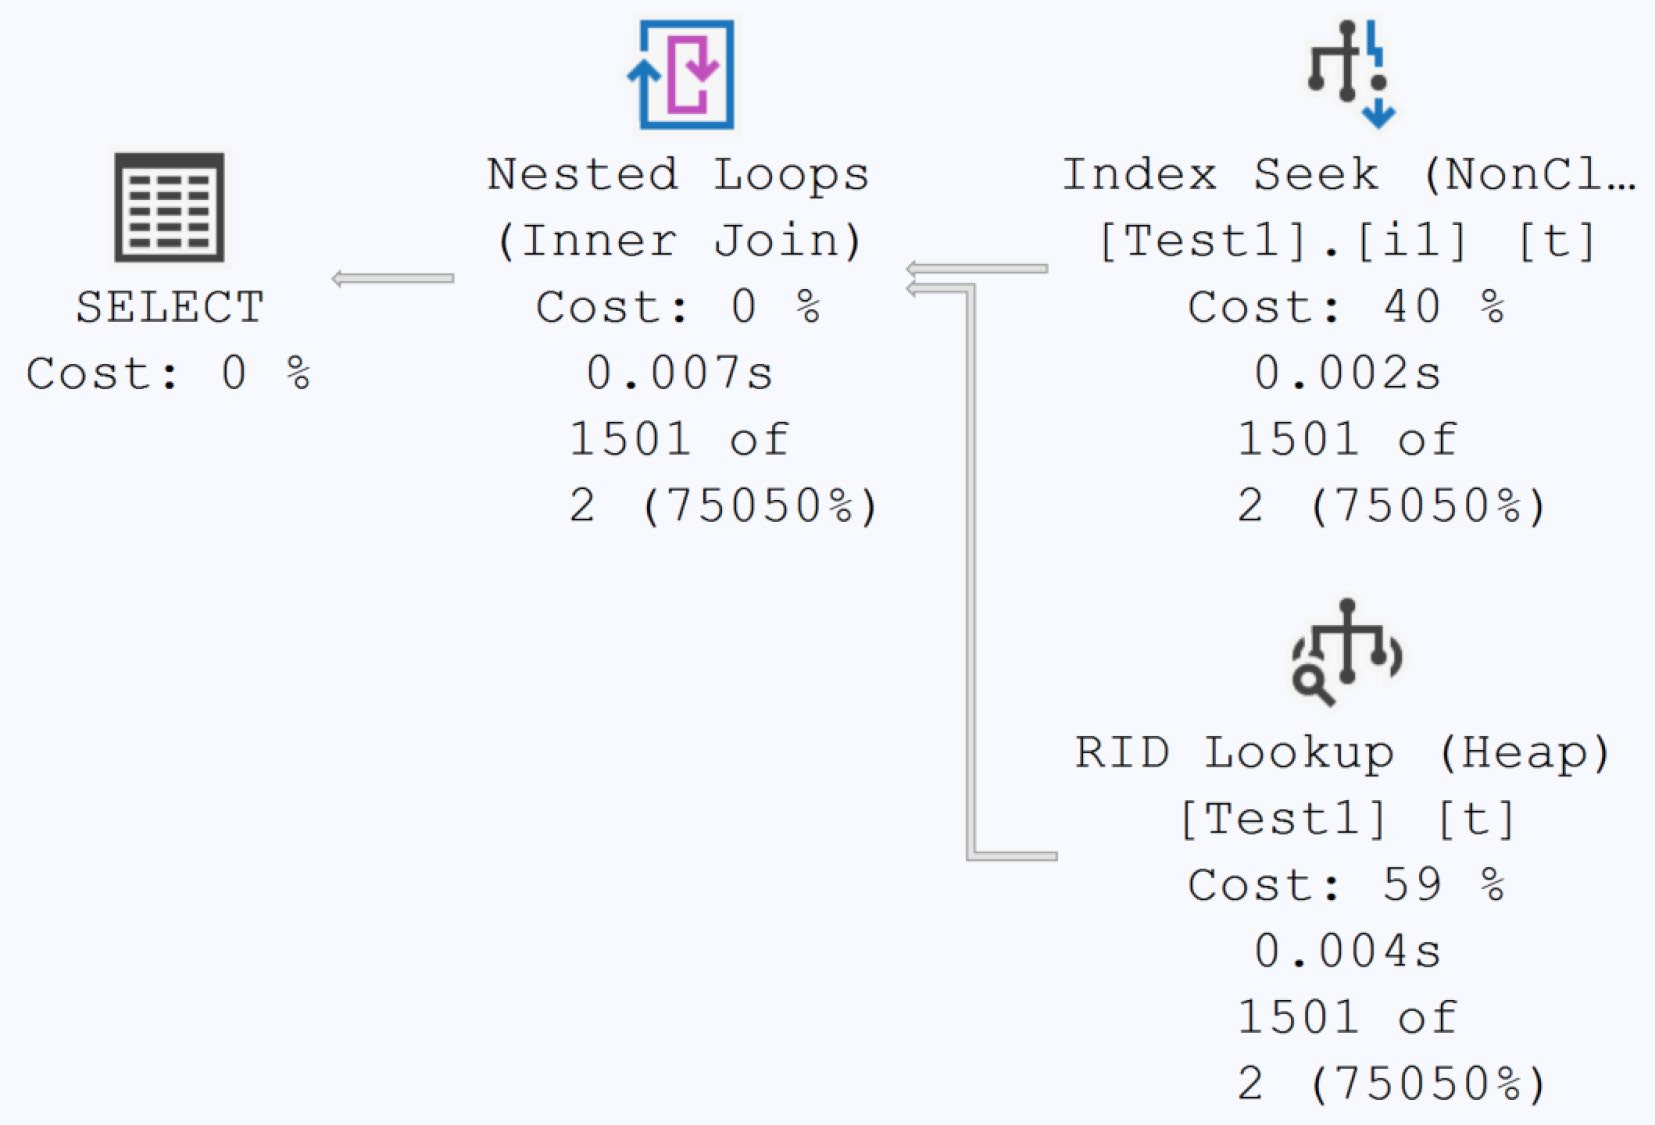 SELECT
Cost: 0 %
Nested Loops
(Inner Join)
Cost: 0 %
0.007s
1501 of
2 (75050%)
Index Seek (NonCl…
[Test1].[i1] [t]
Cost: 40 %
0.002s
1501 of
2 (75050%)
RID Lookup (Heap)
[Test1] [t]
Cost: 59 %
0.004s
1501 of
2 (75050%)